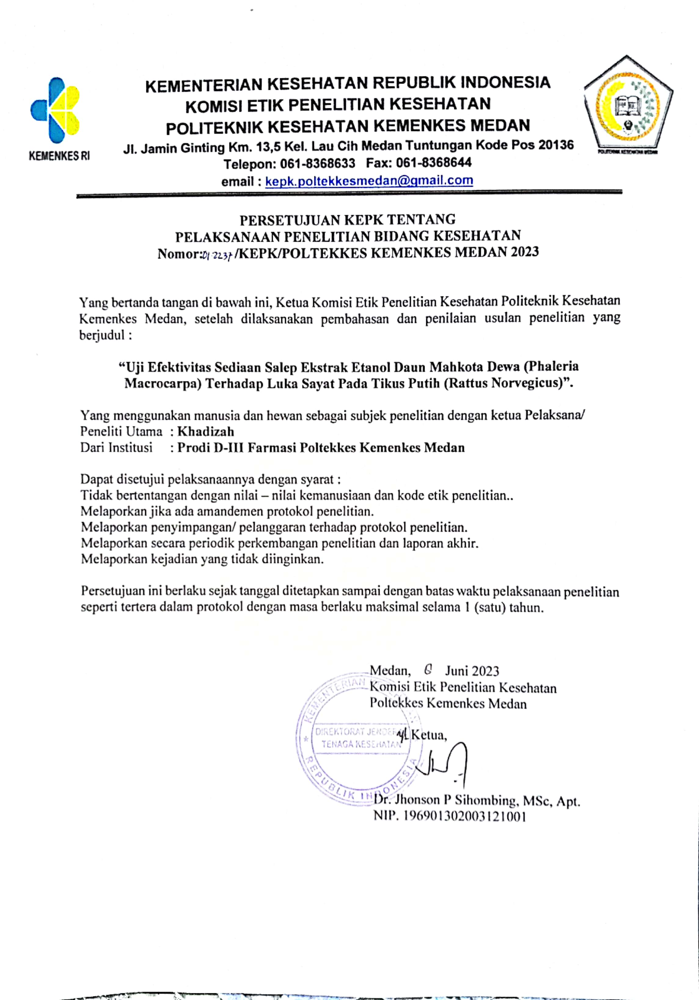 KEMENTERIAN KESEHATAN REPUBLIK INDONESIA
KOMISI ETIK PENELITIAN KESEHATAN
POLITEKNIK KESEHATAN KEMENKES MEDAN
Jl. Jamin Ginting Km. 13,5 Kel. Lau Cih Medan Tuntungan Kode Pos 20136
Telepon: 061-8368633 Fax: 061-8368644
email : kepk.poltekkesmedan@gmail.com
KEMENKES RI
POLITEKNIK KESEHATAN MEDAN
PERSETUJUAN KEPK TENTANG
PELAKSANAAN PENELITIAN BIDANG KESEHATAN
Nomor:01.2237/KEPK/POLTEKKES KEMENKES MEDAN 2023
Yang bertanda tangan di bawah ini, Ketua Komisi Etik Penelitian Kesehatan Politeknik Kesehatan
Kemenkes Medan, setelah dilaksanakan pembahasan dan penilaian usulan penelitian yang
berjudul :
“Uji Efektivitas Sediaan Salep Ekstrak Etanol Daun Mahkota Dewa (Phaleria
Macrocarpa) Terhadap Luka Sayat Pada Tikus Putih (Rattus Norvegicus)”.
Yang menggunakan manusia dan hewan sebagai subjek penelitian dengan ketua Pelaksana/
Peneliti Utama : Khadizah
Dari Institusi : Prodi D-III Farmasi Poltekkes Kemenkes Medan
Dapat disetujui pelaksanaannya dengan syarat :
Tidak bertentangan dengan nilai – nilai kemanusiaan dan kode etik penelitian..
Melaporkan jika ada amandemen protokol penelitian.
Melaporkan penyimpangan/ pelanggaran terhadap protokol penelitian.
Melaporkan secara periodik perkembangan penelitian dan laporan akhir.
Melaporkan kejadian yang tidak diinginkan.
Persetujuan ini berlaku sejak tanggal ditetapkan sampai dengan batas waktu pelaksanaan penelitian
seperti tertera dalam protokol dengan masa berlaku maksimal selama 1 (satu) tahun.
Medan, Juni 2023
Komisi Etik Penelitian Kesehatan
Poltekkes Kemenkes Medan
Ketua,
KEMENTERIAN
DIREKTORAT
TENAGA KESEHATAN
REPUBLIK INDONESIA
Dr. Jhonson P Sihombing, MSc, Apt.
NIP. 196901302003121001